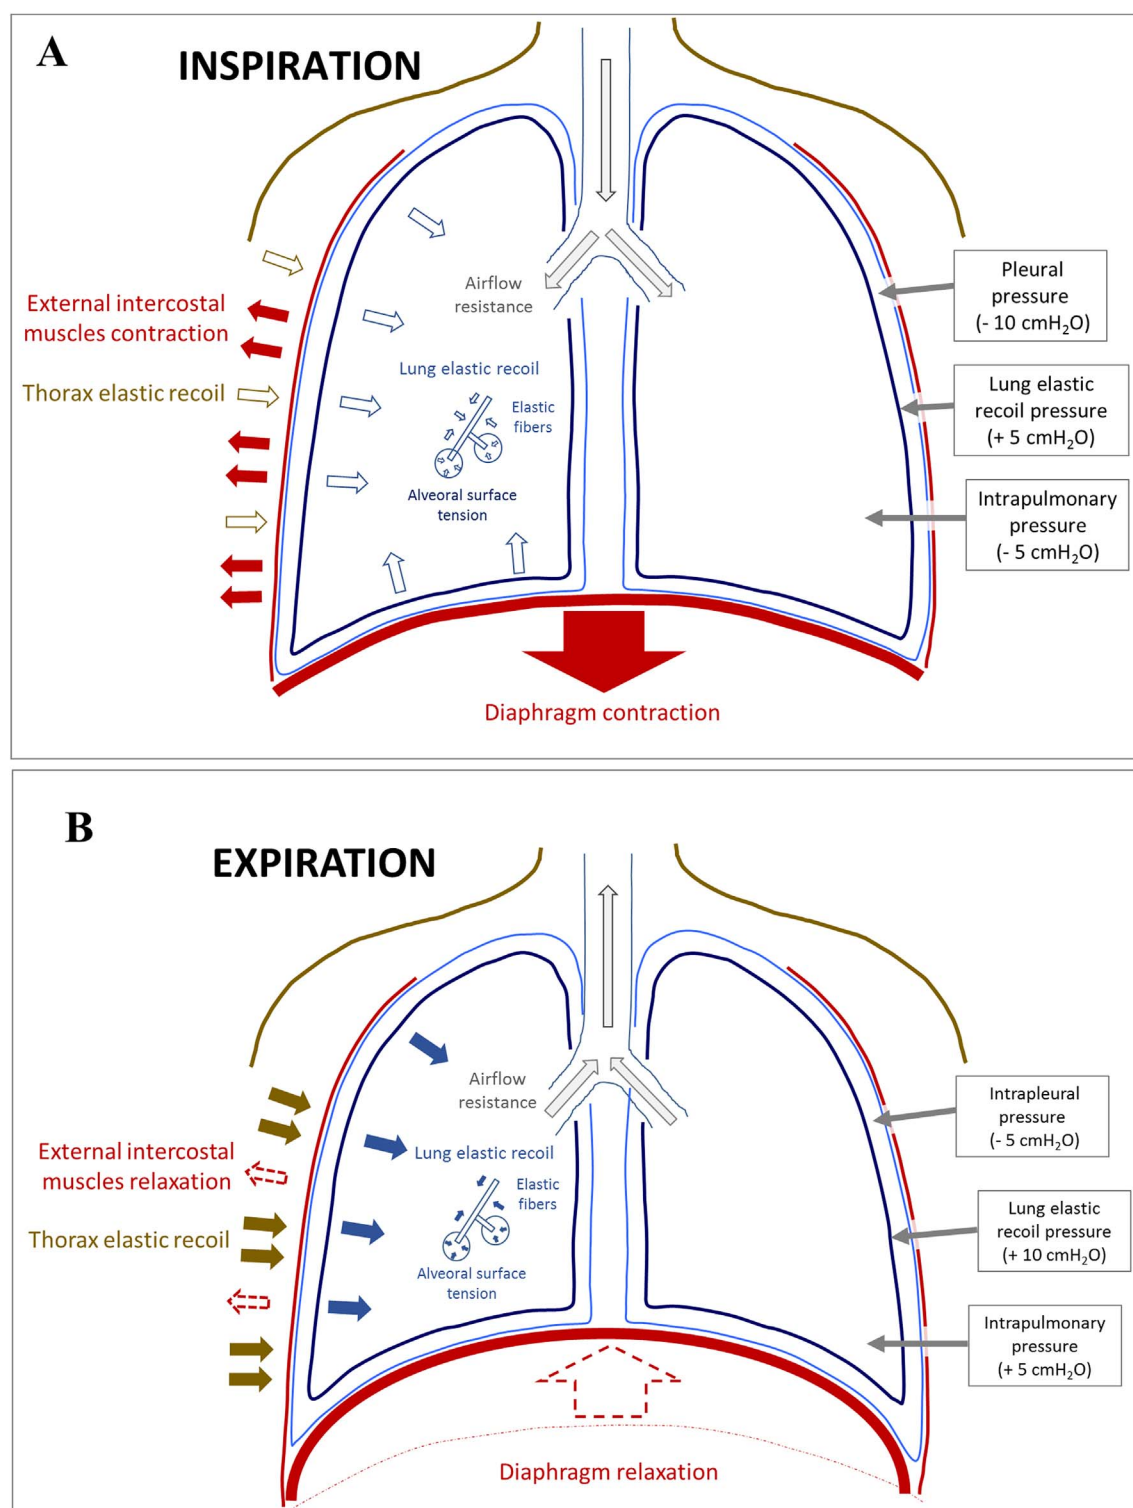 A
INSPIRATION
External intercostal
muscles contraction
Thorax elastic recoil
Airflow
resistance
Lung elastic recoil
Elastic
fibers
Alveoral surface
tension
Diaphragm contraction
Pleural
pressure
(- 10 cmH₂O)
Lung elastic
recoil pressure
(+ 5 cmH₂O)
Intrapulmonary
pressure
(- 5 cmH₂O)
B
EXPIRATION
External intercostal
muscles relaxation
Thorax elastic recoil
Airflow
resistance
Lung elastic recoil
Elastic
fibers
Alveoral surface
tension
Diaphragm relaxation
Intrapleural
pressure
(- 5 cmH₂O)
Lung elastic
recoil pressure
(+ 10 cmH₂O)
Intrapulmonary
pressure
(+ 5 cmH₂O)